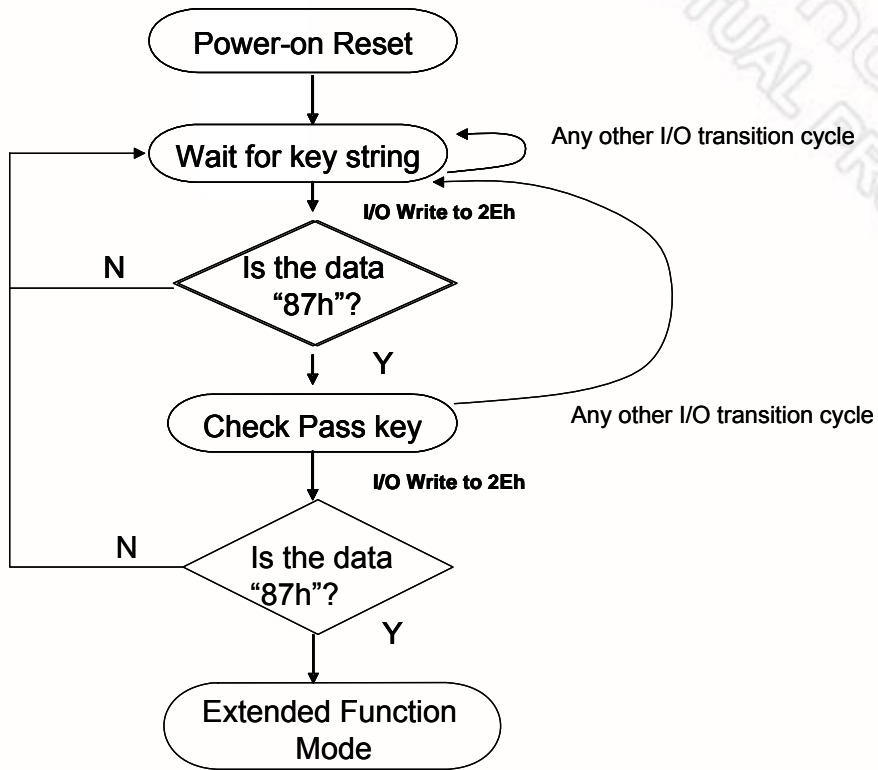 Power-on Reset
Any other I/O transition cycle
Wait for key string
I/O Write to 2Eh
N
Is the data
“87h”?
Y
Check Pass key
Any other I/O transition cycle
I/O Write to 2Eh
N
Is the data
“87h”?
Y
Extended Function
Mode